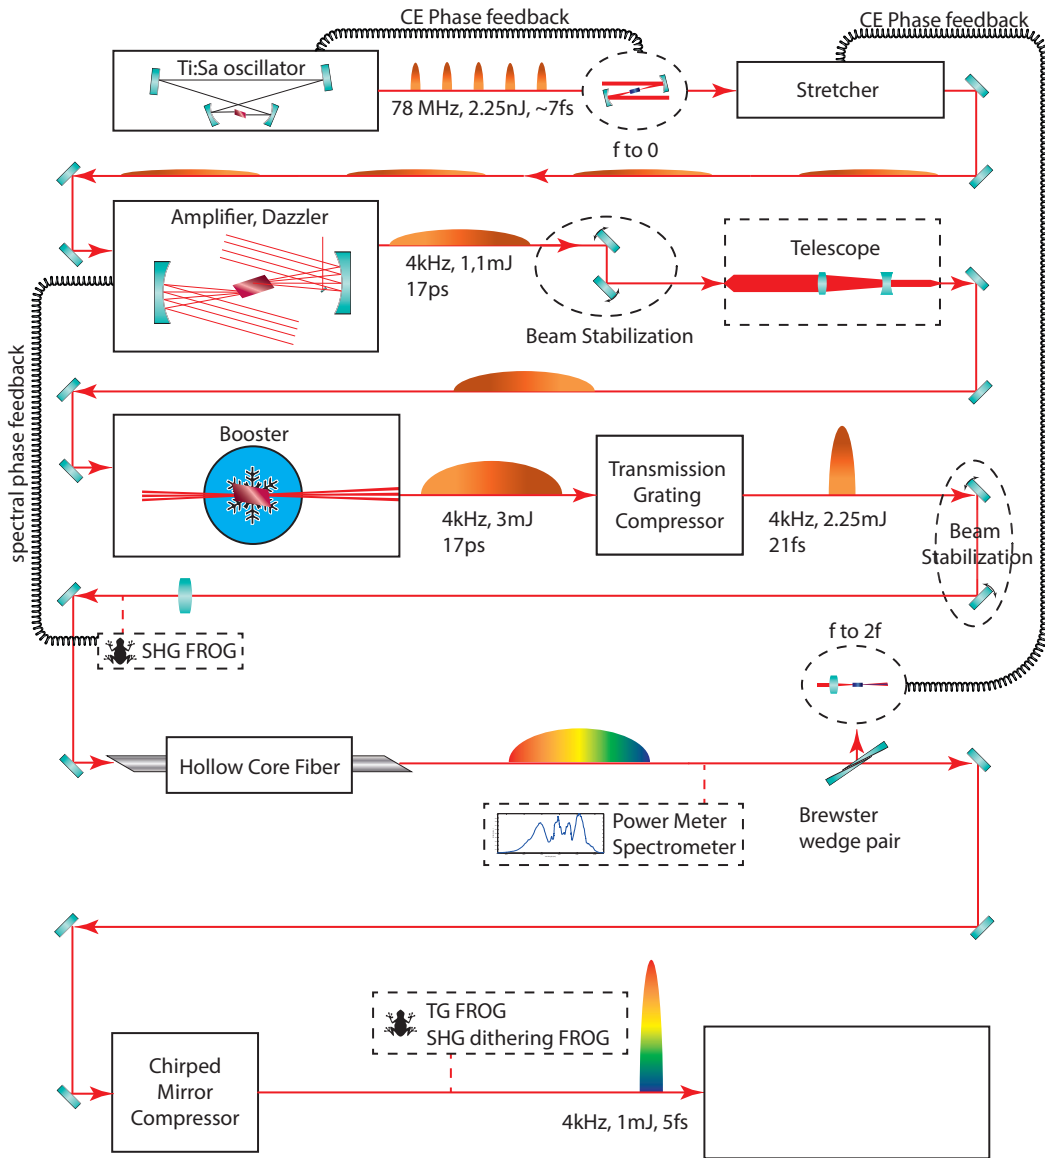 CE Phase feedback
CE Phase feedback
Ti:Sa oscillator
78 MHz, 2.25nJ, ~7fs
f to 0
Stretcher
Amplifier, Dazzler
4kHz, 1,1mJ
17ps
Beam Stabilization
Telescope
spectral phase feedback
Booster
4kHz, 3mJ
17ps
Transmission
Grating
Compressor
4kHz, 2.25mJ
21fs
Beam
Stabilization
SHG FROG
f to 2f
Hollow Core Fiber
Power Meter
Spectrometer
Brewster
wedge pair
TG FROG
SHG dithering FROG
Chirped
Mirror
Compressor
4kHz, 1mJ, 5fs